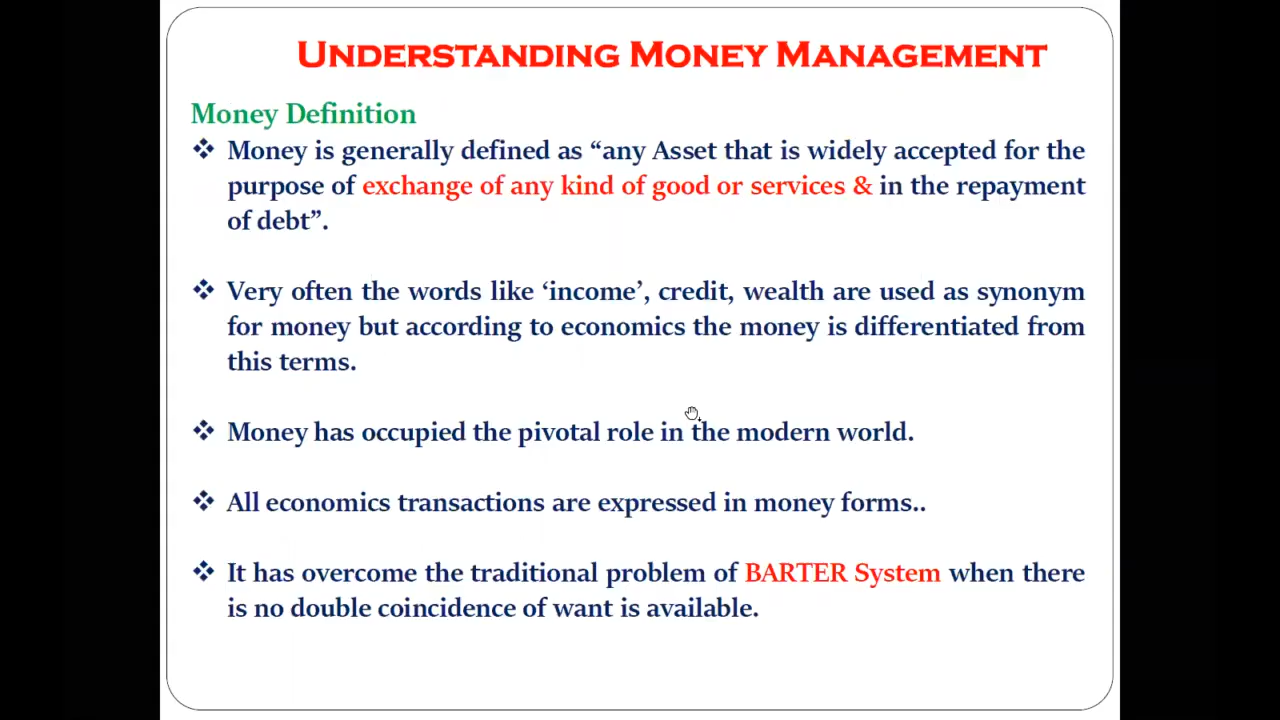 UNDERSTANDING MONEY MANAGEMENT
Money Definition
❖ Money is generally defined as “any Asset that is widely accepted for the
purpose of exchange of any kind of good or services & in the repayment
of debt”.
❖ Very often the words like ‘income’, credit, wealth are used as synonym
for money but according to economics the money is differentiated from
this terms.
❖ Money has occupied the pivotal role in the modern world.
❖ All economics transactions are expressed in money forms..
❖ It has overcome the traditional problem of BARTER System when there
is no double coincidence of want is available.